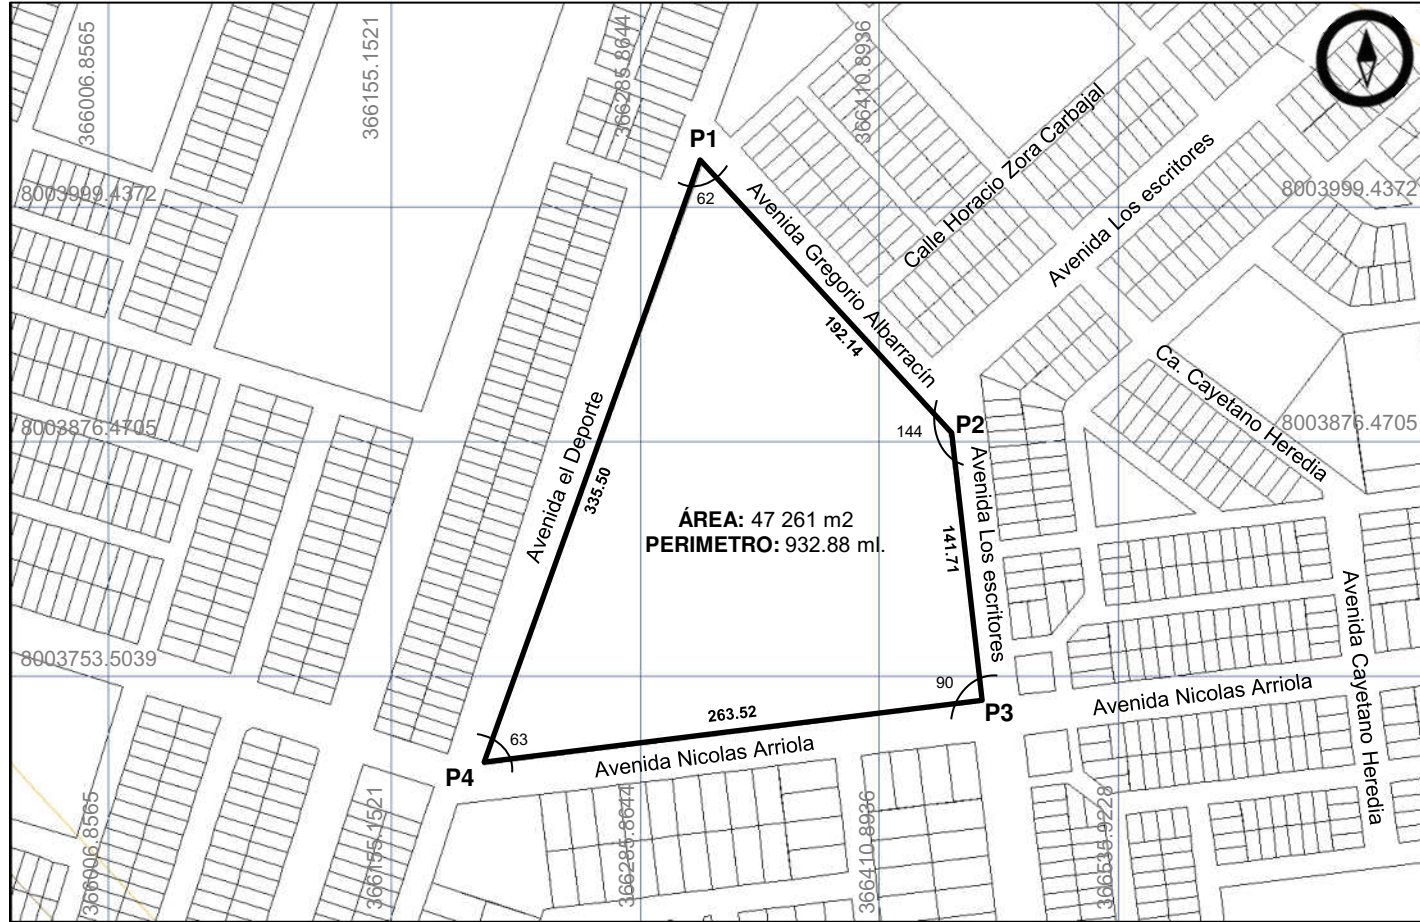 366006.8565
366155.1521
366285.8644
366410.8936
P1
62
8003999.4372
8003999.4372
Avenida Gregorio Albarracín
Calle Horacio Zora Carbajal
Avenida Los escritores
192.14
Ca. Cayetano Heredia
Avenida el Deporte
335.50
8003876.4705
8003876.4705
144
P2
Avenida Los escritores
141.71
ÁREA: 47 261 m2
PERIMETRO: 932.88 ml.
Avenida Cayetano Heredia
8003753.5039
90
P3
263.52
Avenida Nicolas Arriola
63
P4
Avenida Nicolas Arriola
366006.8565
366155.1521
366285.8644
366410.8936
366535.9228